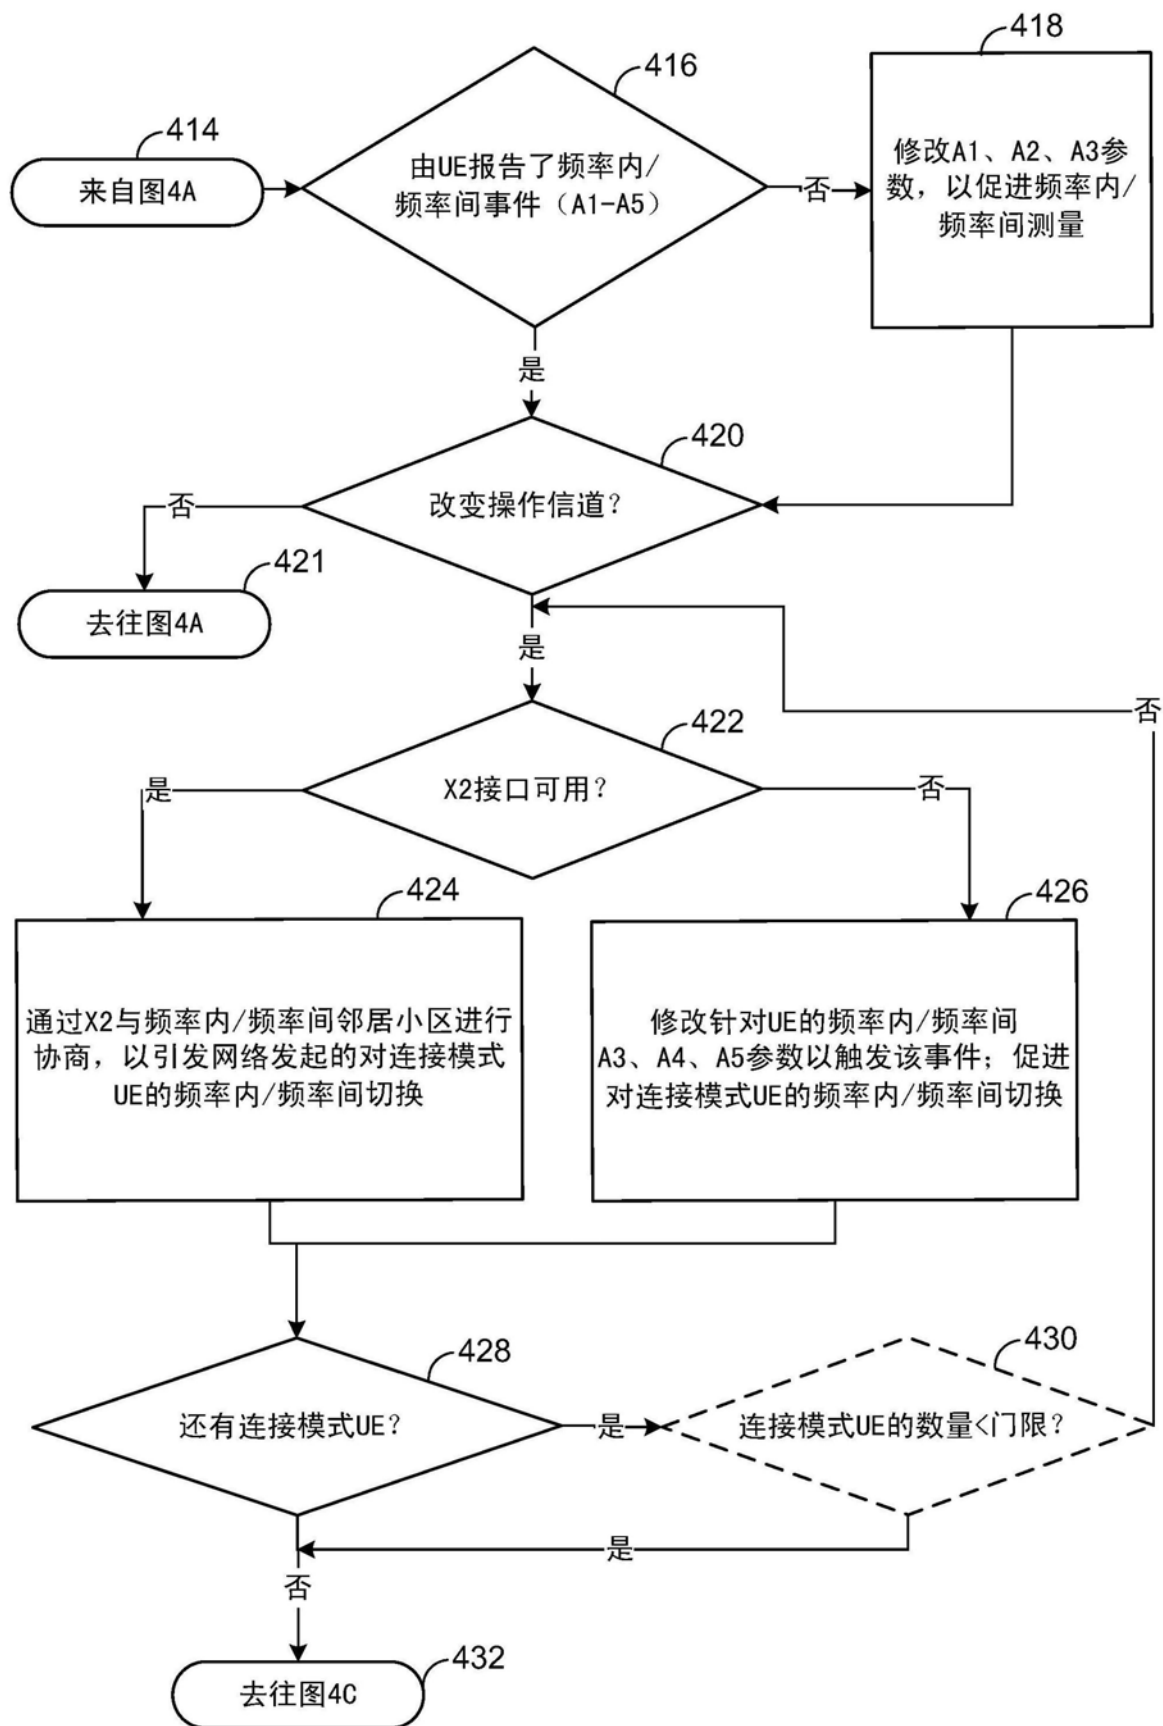 414
来自图4A
416
由UE报告了频率内/
频率间事件（A1-A5）
否
418
修改A1、A2、A3参
数，以促进频率内/
频率间测量
是
420
改变操作信道？
否
421
去往图4A
是
422
X2接口可用？
是
否
否
424
通过X2与频率内/频率间邻居小区进行
协商，以引发网络发起的对连接模式
UE的频率内/频率间切换
426
修改针对UE的频率内/频率间
A3、A4、A5参数以触发该事件；促进
对连接模式UE的频率内/频率间切换
428
还有连接模式UE？
是
430
连接模式UE的数量<门限？
是
否
432
去往图4C